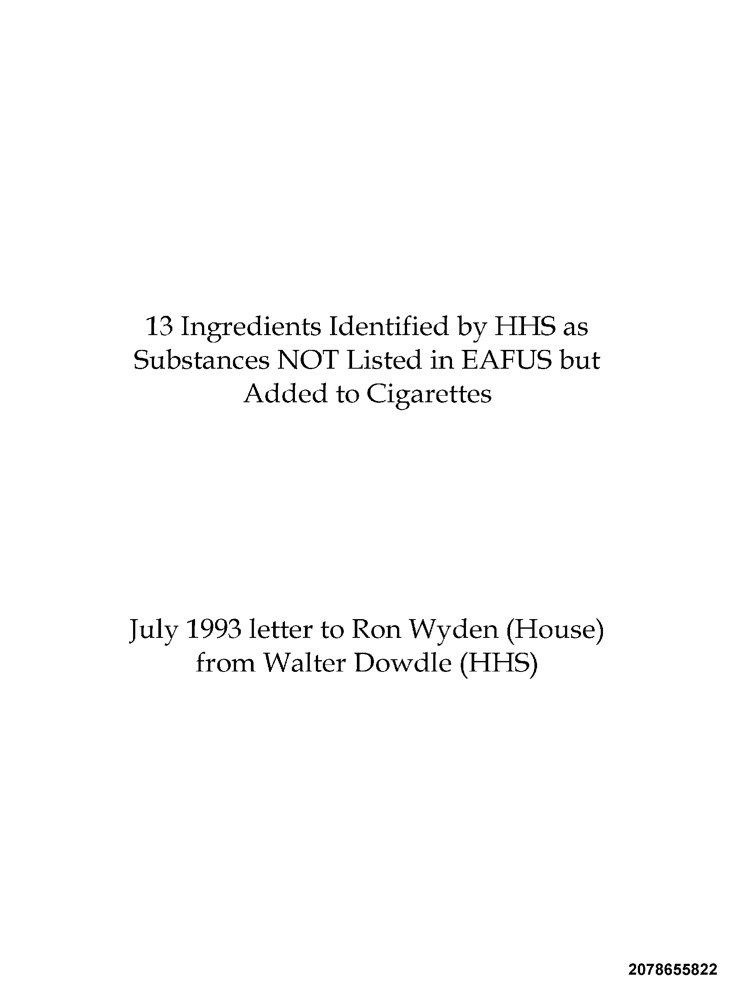 13 Ingredients Identified by HHS as
Substances NOT Listed in EAFUS but
Added to Cigarettes
July 1993 letter to Ron Wyden (House)
from Walter Dowdle (HHS)
2078655822